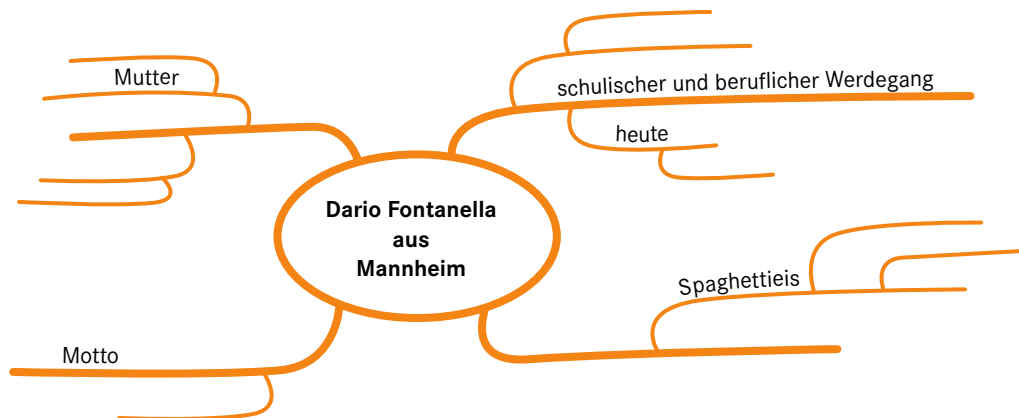 Mutter
schulischer und beruflicher Werdegang
heute
Dario Fontanella
aus
Mannheim
Spaghettieis
Motto